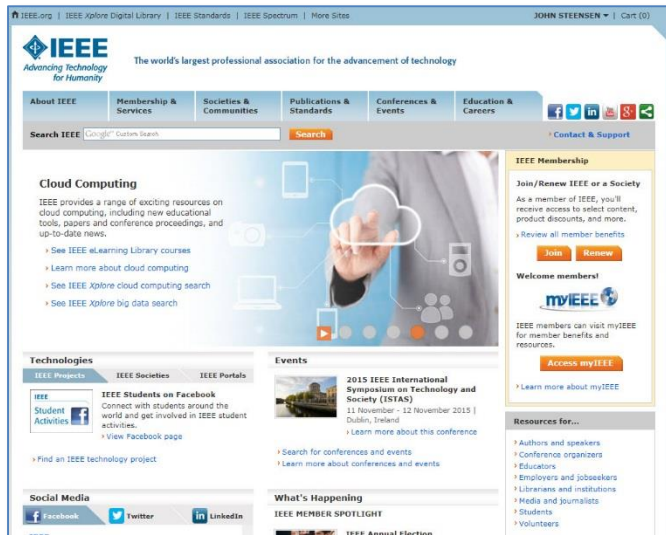 IEEE.org | IEEE Xplore Digital Library | IEEE Standards | IEEE Spectrum | More Sites
JOHN STEENSEN | Cart (0)
IEEE
Advancing Technology
for Humanity
The world's largest professional association for the advancement of technology
About IEEE
Membership &
Services
Societies &
Communities
Publications &
Standards
Conferences &
Events
Education &
Careers
Search IEEE
Google™ Custom Search
Search
Contact & Support
Cloud Computing
IEEE provides a range of exciting resources on
cloud computing, including new educational
tools, papers and conference proceedings, and
up-to-date news.
See IEEE eLearning Library courses
Learn more about cloud computing
See IEEE Xplore cloud computing search
See IEEE Xplore big data search
IEEE Membership
Join/Renew IEEE or a Society
As a member of IEEE, you'll
receive access to select content,
product discounts, and more.
Review all member benefits
Join
Renew
Welcome members!
myIEEE
IEEE members can visit myIEEE
for member benefits and
resources.
Access myIEEE
Learn more about myIEEE
Technologies
IEEE Projects
IEEE Societies
IEEE Portals
IEEE
Student
Activities
IEEE Students on Facebook
Connect with students around the
world and get involved in IEEE student
activities.
View Facebook page
Find an IEEE technology project
Events
2015 IEEE International
Symposium on Technology and
Society (ISTAS)
11 November - 12 November 2015 |
Dublin, Ireland
Learn more about this conference
Search for conferences and events
Learn more about conferences and events
Resources for...
Authors and speakers
Conference organizers
Educators
Employers and jobseekers
Librarians and institutions
Media and journalists
Students
Volunteers
Social Media
Facebook
Twitter
LinkedIn
What's Happening
IEEE MEMBER SPOTLIGHT
IEEE Annual Election